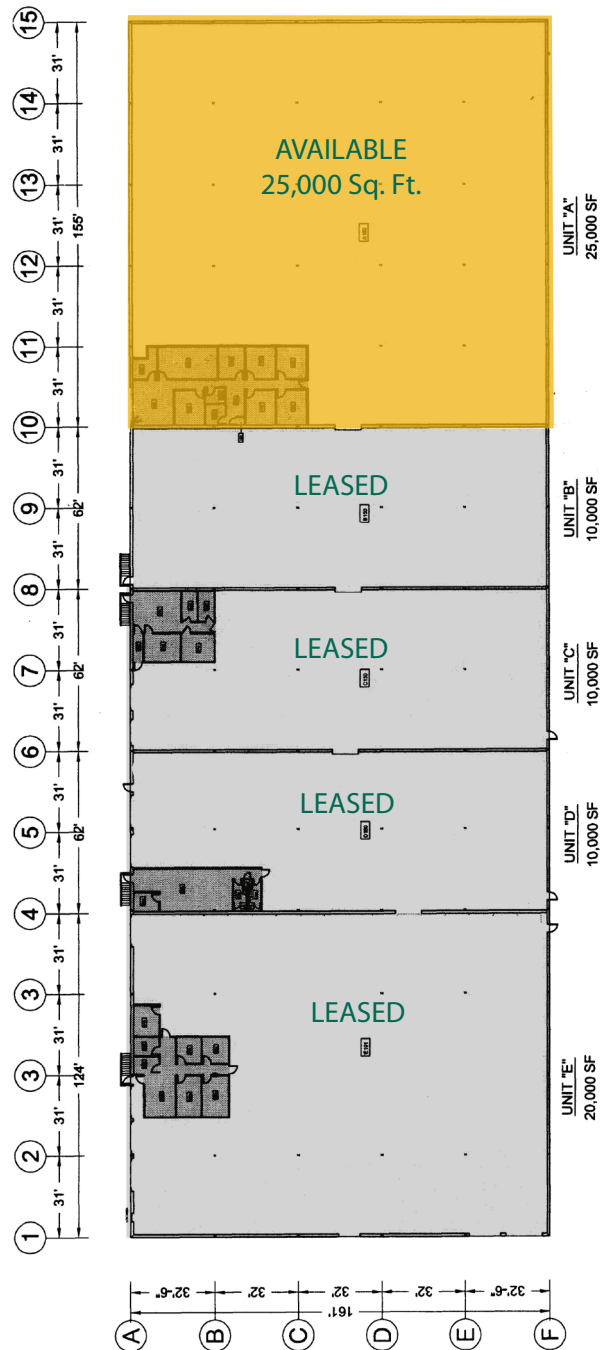 15
31'
14
31'
13
31'
155'
12
31'
11
31'
10
31'
9
62'
31'
8
31'
7
62'
31'
6
31'
5
62'
31'
4
31'
3
31'
3
124'
31'
2
31'
1
AVAILABLE
25,000 Sq. Ft.
LEASED
LEASED
LEASED
LEASED
UNIT "A"
25,000 SF
UNIT "B"
10,000 SF
UNIT "C"
10,000 SF
UNIT "D"
10,000 SF
UNIT "E"
20,000 SF
32'-6"
32'
32'
32'
32'-6"
161'
A
B
C
D
E
F